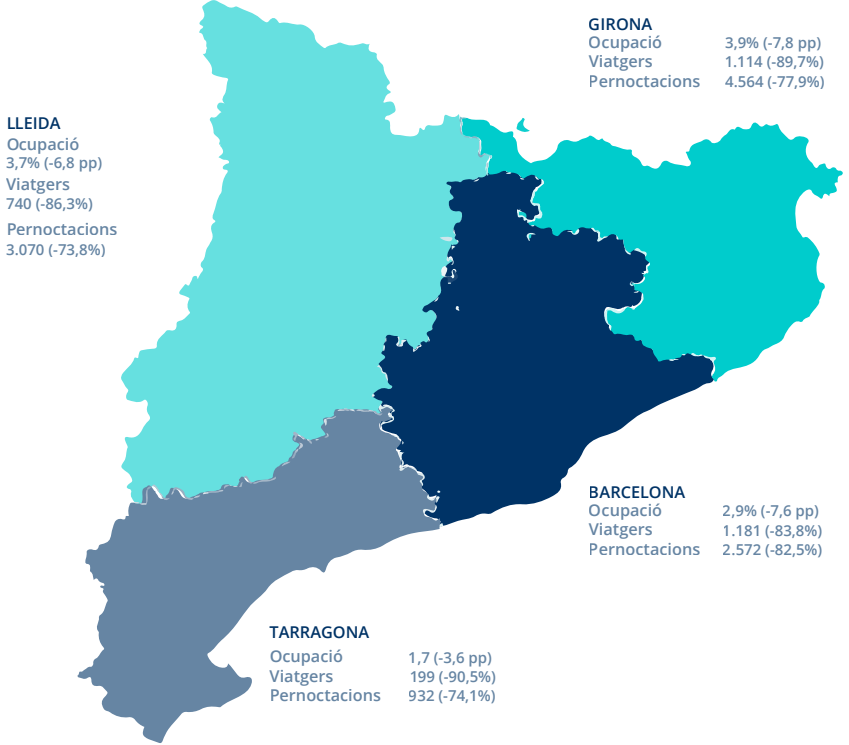 GIRONA
Ocupació 3,9% (-7,8 pp)
Viatgers 1.114 (-89,7%)
Pernoctacions 4.564 (-77,9%)
LLEIDA
Ocupació
3,7% (-6,8 pp)
Viatgers
740 (-86,3%)
Pernoctacions
3.070 (-73,8%)
BARCELONA
Ocupació 2,9% (-7,6 pp)
Viatgers 1.181 (-83,8%)
Pernoctacions 2.572 (-82,5%)
TARRAGONA
Ocupació 1,7 (-3,6 pp)
Viatgers 199 (-90,5%)
Pernoctacions 932 (-74,1%)